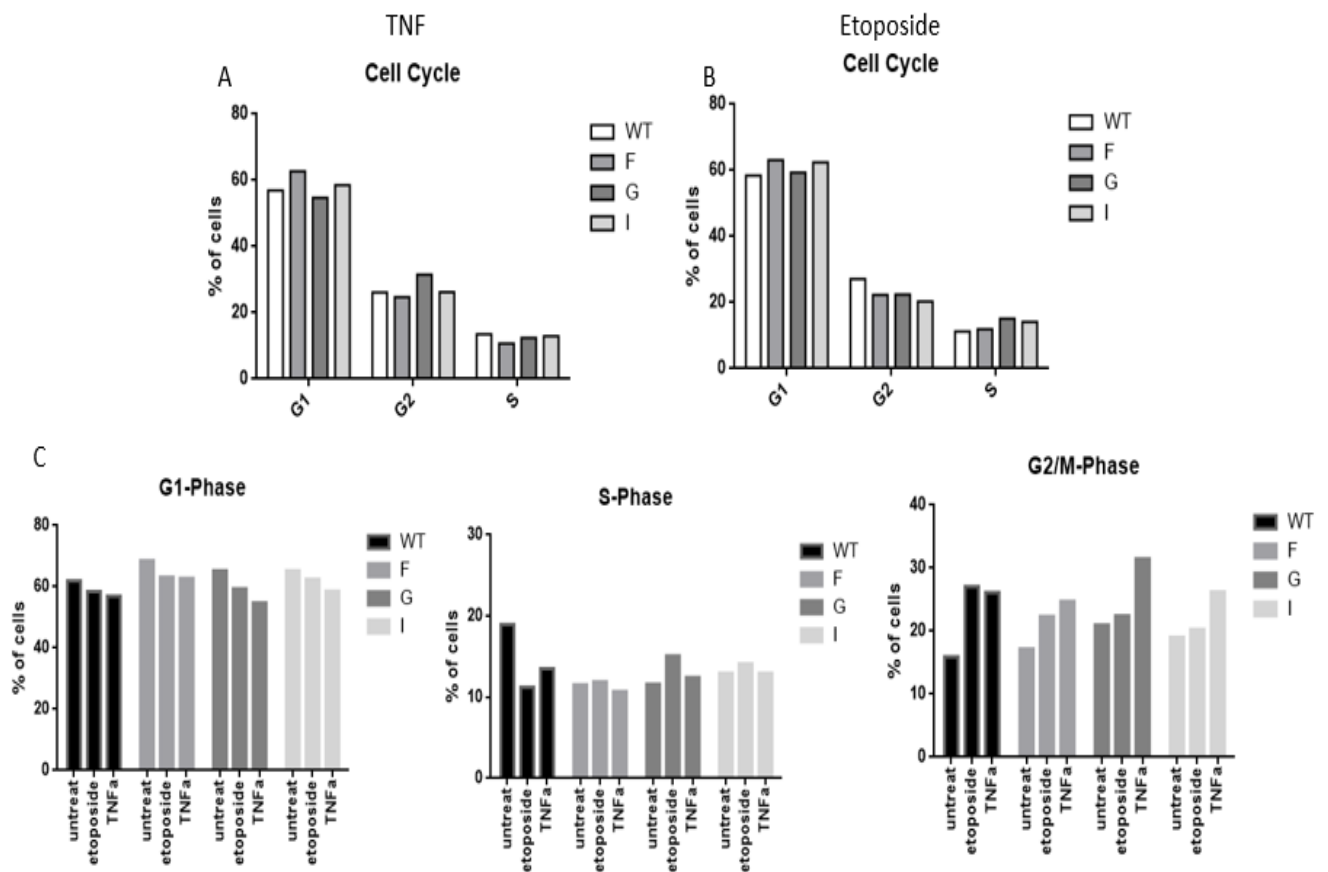 TNF
Etoposide
A
Cell Cycle
B
Cell Cycle
80
60
40
20
0
% of cells
G1
G2
S
WT
F
G
I
80
60
40
20
0
% of cells
G1
G2
S
WT
F
G
I
C
G1-Phase
80
60
40
20
0
% of cells
untreat
etoposide
TNFa
untreat
etoposide
TNFa
untreat
etoposide
TNFa
untreat
etoposide
TNFa
WT
F
G
I
S-Phase
30
20
10
0
% of cells
untreat
etoposide
TNFa
untreat
etoposide
TNFa
untreat
etoposide
TNFa
untreat
etoposide
TNFa
WT
F
G
I
G2/M-Phase
40
30
20
10
0
% of cells
untreat
etoposide
TNFa
untreat
etoposide
TNFa
untreat
etoposide
TNFa
untreat
etoposide
TNFa
WT
F
G
I